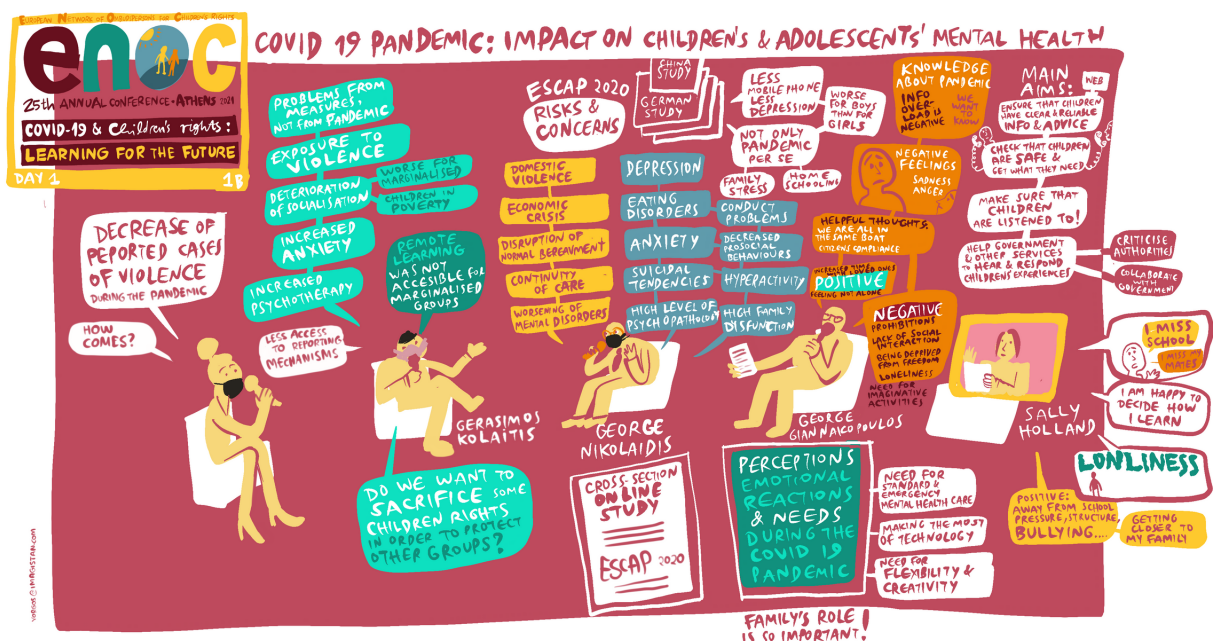 EUROPEAN NETWORK OF OMBUDSPERSONS FOR CHILDREN'S RIGHTS
enoc
25th ANNUAL CONFERENCE • ATHENS 2021
COVID-19 & Children's rights:
LEARNING FOR THE FUTURE
DAY 1
1B
COVID 19 PANDEMIC: IMPACT ON CHILDREN'S & ADOLESCENTS' MENTAL HEALTH
DECREASE OF
REPORTED CASES
OF VIOLENCE
DURING THE PANDEMIC
HOW
COMES?
PROBLEMS FROM
MEASURES,
NOT FROM PANDEMIC
EXPOSURE TO
VIOLENCE
DETERIORATION
OF SOCIALISATION
WORSE FOR
MARGINALISED
CHILDREN IN
POVERTY
INCREASED
ANXIETY
INCREASED
PSYCHOTHERAPY
REMOTE
LEARNING
WAS NOT
ACCESIBLE FOR
MARGINALISED
GROUPS
LESS ACCESS
TO REPORTING
MECHANISMS
GERASIMOS
KOLAITIS
DO WE WANT TO
SACRIFICE SOME
CHILDREN RIGHTS
IN ORDER TO PROTECT
OTHER GROUPS?
ESCAP 2020
RISKS &
CONCERNS
DOMESTIC
VIOLENCE
ECONOMIC
CRISIS
DISRUPTION OF
NORMAL BEREAVMENT
CONTINUITY
OF CARE
WORSENING OF
MENTAL DISORDERS
CHINA
STUDY
GERMAN
STUDY
DEPRESSION
EATING
DISORDERS
CONDUCT
PROBLEMS
ANXIETY
DECREASED
PROSOCIAL
BEHAVIOURS
SUICIDAL
TENDENCIES
HYPERACTIVITY
HIGH LEVEL OF
PSYCHOPATHOLOGY
HIGH FAMILY
DISFUNCTION
GEORGE
NIKOLAIDIS
CROSS-SECTION
ONLINE
STUDY
ESCAP 2020
LESS
MOBILE PHONE
LESS
DEPRESSION
WORSE
FOR BOYS
THAN FOR
GIRLS
NOT ONLY
PANDEMIC
PER SE
FAMILY
STRESS
HOME
SCHOOLING
KNOWLEDGE
ABOUT PANDEMIC
INFO
OVER-
LOAD IS
NEGATIVE
WE
WANT TO
KNOW
NEGATIVE
FEELINGS
SADNESS
ANGER
HELPFUL THOUGHTS:
WE ARE ALL IN
THE SAME BOAT
CITIZENS COMPLIANCE
INCREASED TIME
WITH LOVED ONES
POSITIVE
FEELING NOT ALONE
NEGATIVE
PROHIBITIONS
LACK OF SOCIAL
INTERACTION
BEING DEPRIVED
FROM FREEDOM
LONELINESS
NEED FOR
IMAGINATIVE
ACTIVITIES
GEORGE
GIANNAKOPOULOS
PERCEPTIONS
EMOTIONAL
REACTIONS
& NEEDS
DURING THE
COVID 19
PANDEMIC
NEED FOR
STANDARD &
EMERGENCY
MENTAL HEALTH CARE
MAKING THE MOST
OF TECHNOLOGY
NEED FOR
FLEXIBILITY &
CREATIVITY
FAMILY'S ROLE
IS SO IMPORTANT!
MAIN
AIMS:
WEB
ENSURE THAT CHILDREN
HAVE CLEAR & RELIABLE
INFO & ADVICE
CHECK THAT CHILDREN
ARE SAFE &
GET WHAT THEY NEED
MAKE SURE THAT
CHILDREN
ARE LISTENED TO!
HELP GOVERNMENT
& OTHER SERVICES
TO HEAR & RESPOND
CHILDREN'S EXPERIENCES
CRITICISE
AUTHORITIES
COLLABORATE
WITH
GOVERNMENT
I MISS
SCHOOL
I MISS MY
MATES
I AM HAPPY TO
DECIDE HOW
I LEARN
SALLY
HOLLAND
LONLINESS
POSITIVE:
AWAY FROM SCHOOL
PRESSURE, STRUCTURE,
BULLYING....
GETTING
CLOSER TO
MY FAMILY